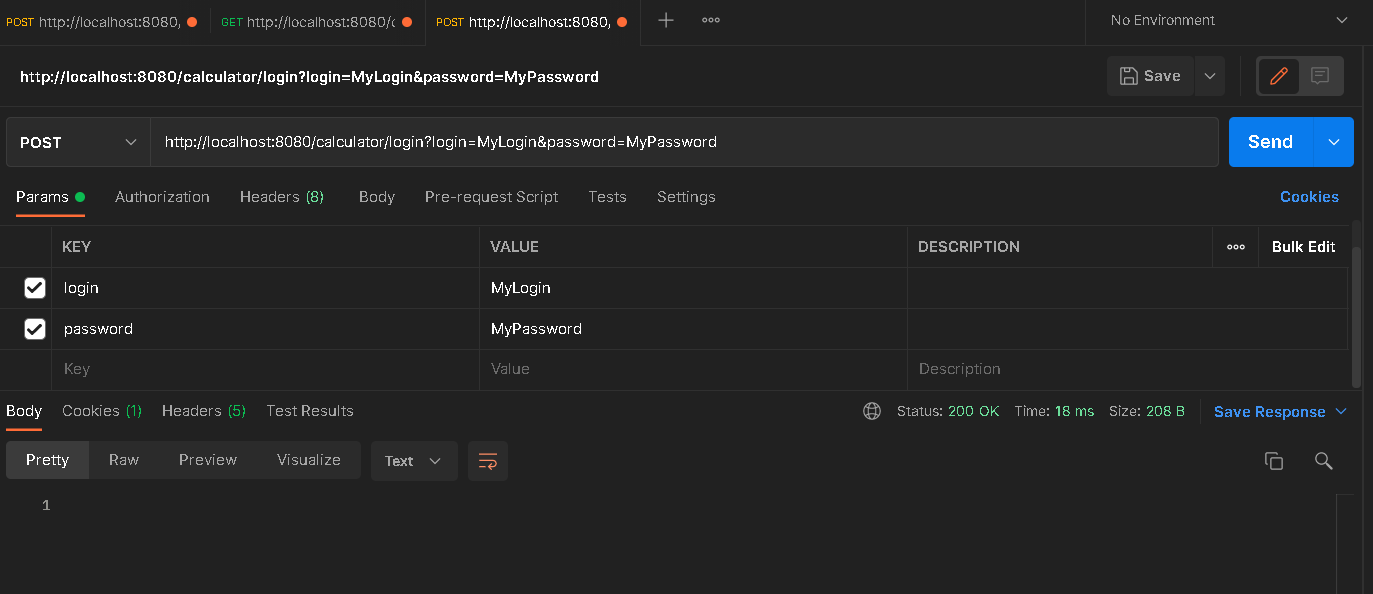 POST http://localhost:8080, GET http://localhost:8080/c POST http://localhost:8080, No Environment
http://localhost:8080/calculator/login?login=MyLogin&password=MyPassword Save
POST http://localhost:8080/calculator/login?login=MyLogin&password=MyPassword Send
Params Authorization Headers (8) Body Pre-request Script Tests Settings Cookies
KEY VALUE DESCRIPTION Bulk Edit
login MyLogin
password MyPassword
Key Value Description
Body Cookies (1) Headers (5) Test Results Status: 200 OK Time: 18 ms Size: 208 B Save Response
Pretty Raw Preview Visualize Text
1